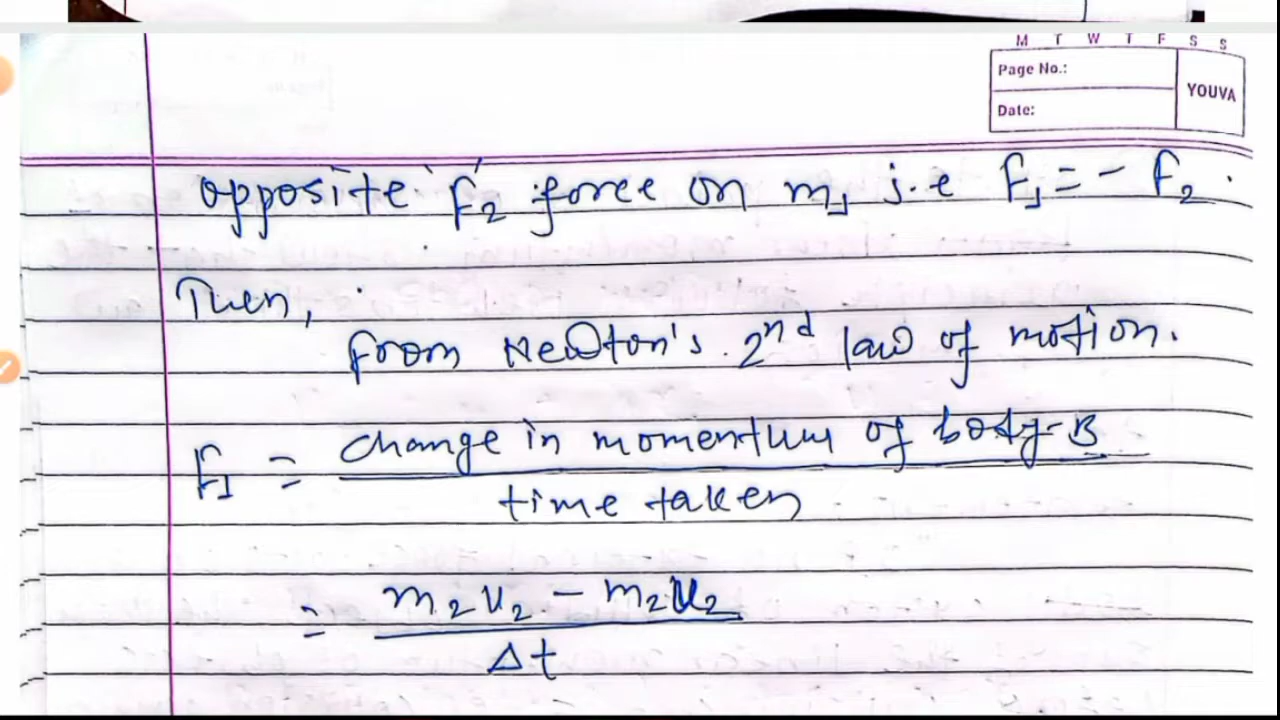 M T W T F S S
Page No.:
YOUVA
Date:
opposite F₂ force on m₁ i.e F₁ = - F₂.
Then,
from Newton's 2nd law of motion.
F₁ = change in momentum of body-B
time taken
= m₂u₂ - m₂u₂
Δt